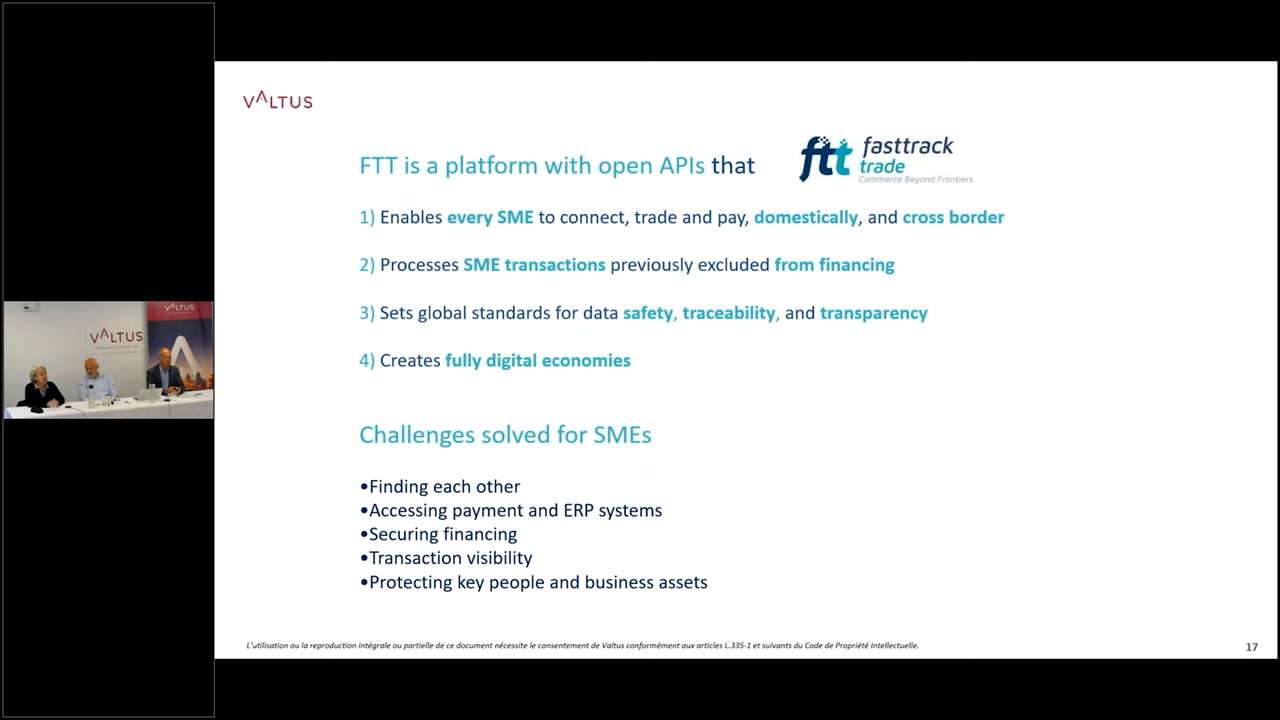 VALTUS
FTT is a platform with open APIs that
ftt fasttrack
trade
Commerce Beyond Frontiers
1) Enables every SME to connect, trade and pay, domestically, and cross border
2) Processes SME transactions previously excluded from financing
3) Sets global standards for data safety, traceability, and transparency
4) Creates fully digital economies
Challenges solved for SMEs
•Finding each other
•Accessing payment and ERP systems
•Securing financing
•Transaction visibility
•Protecting key people and business assets
L'utilisation ou la reproduction intégrale ou partielle de ce document nécessite le consentement de Valtus conformément aux articles L.335-1 et suivants du Code de Propriété Intellectuelle.
17
VALTUS
VALTUS